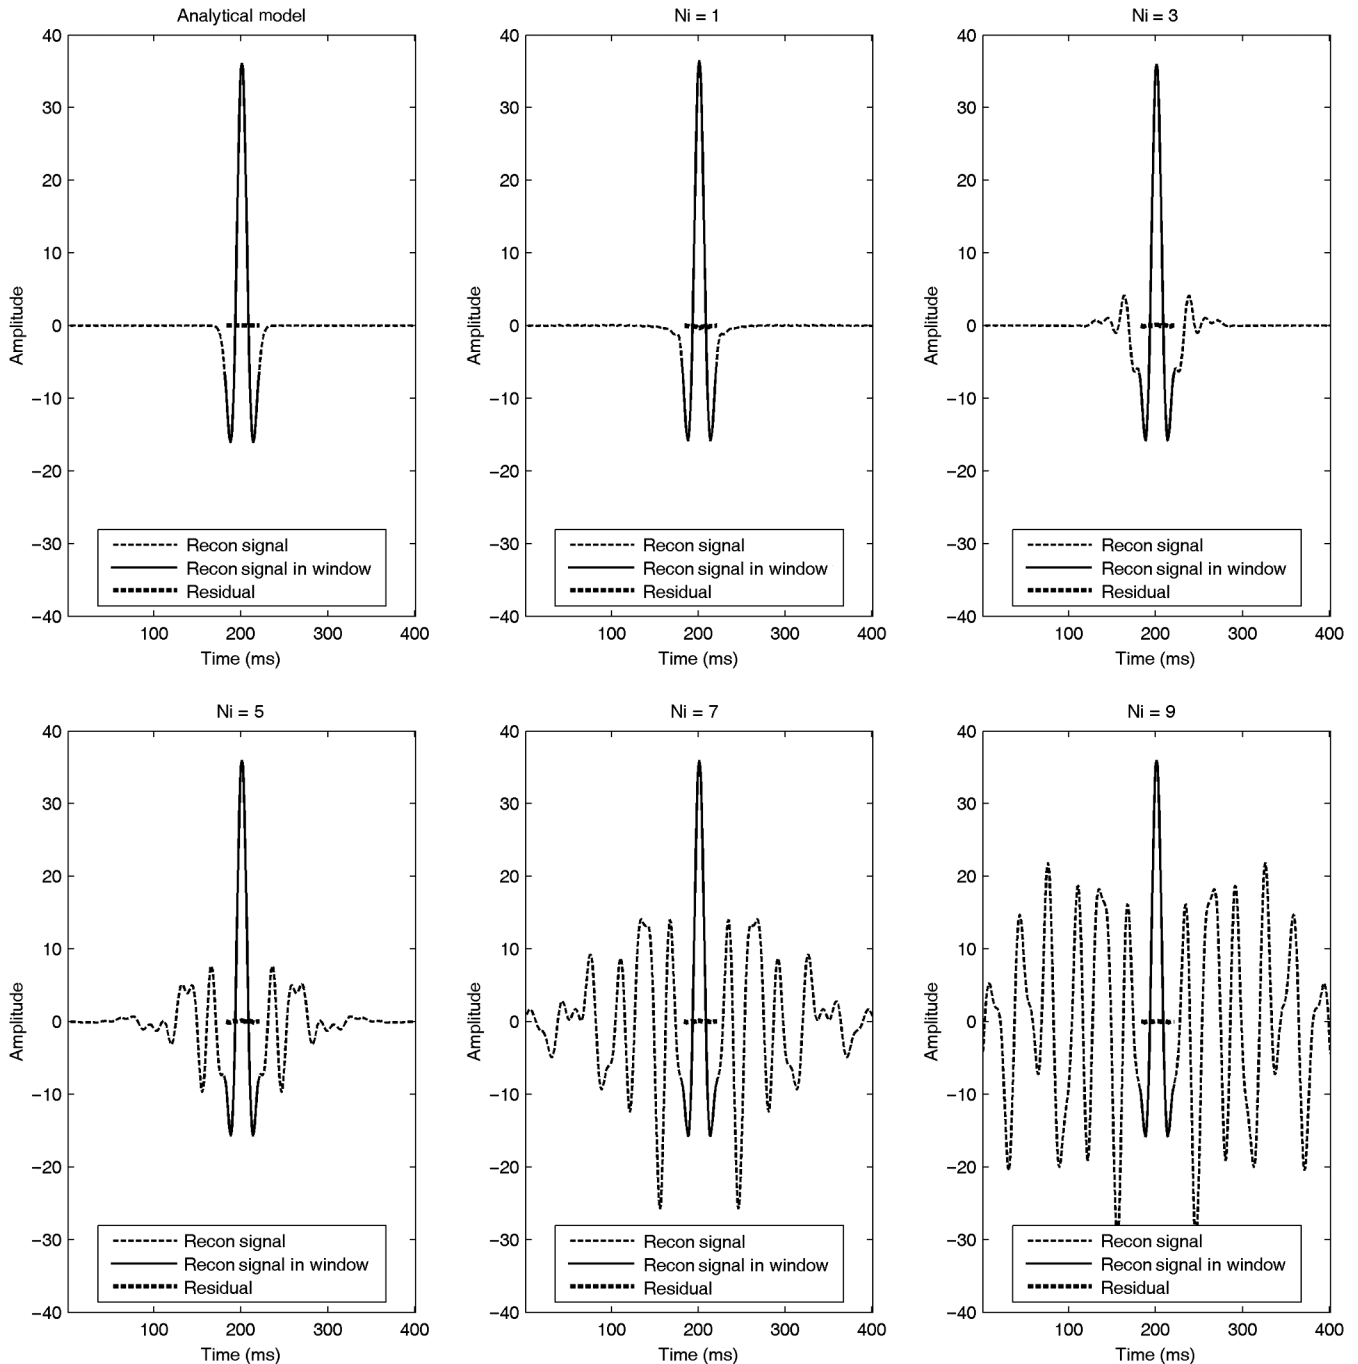 Analytical model
Ni = 1
Ni = 3
40
30
20
10
0
−10
−20
−30
−40
Amplitude
Recon signal
Recon signal in window
Residual
100
200
300
400
Time (ms)
40
30
20
10
0
−10
−20
−30
−40
Amplitude
Recon signal
Recon signal in window
Residual
100
200
300
400
Time (ms)
40
30
20
10
0
−10
−20
−30
−40
Amplitude
Recon signal
Recon signal in window
Residual
100
200
300
400
Time (ms)
Ni = 5
Ni = 7
Ni = 9
40
30
20
10
0
−10
−20
−30
−40
Amplitude
Recon signal
Recon signal in window
Residual
100
200
300
400
Time (ms)
40
30
20
10
0
−10
−20
−30
−40
Amplitude
Recon signal
Recon signal in window
Residual
100
200
300
400
Time (ms)
40
30
20
10
0
−10
−20
−30
−40
Amplitude
Recon signal
Recon signal in window
Residual
100
200
300
400
Time (ms)